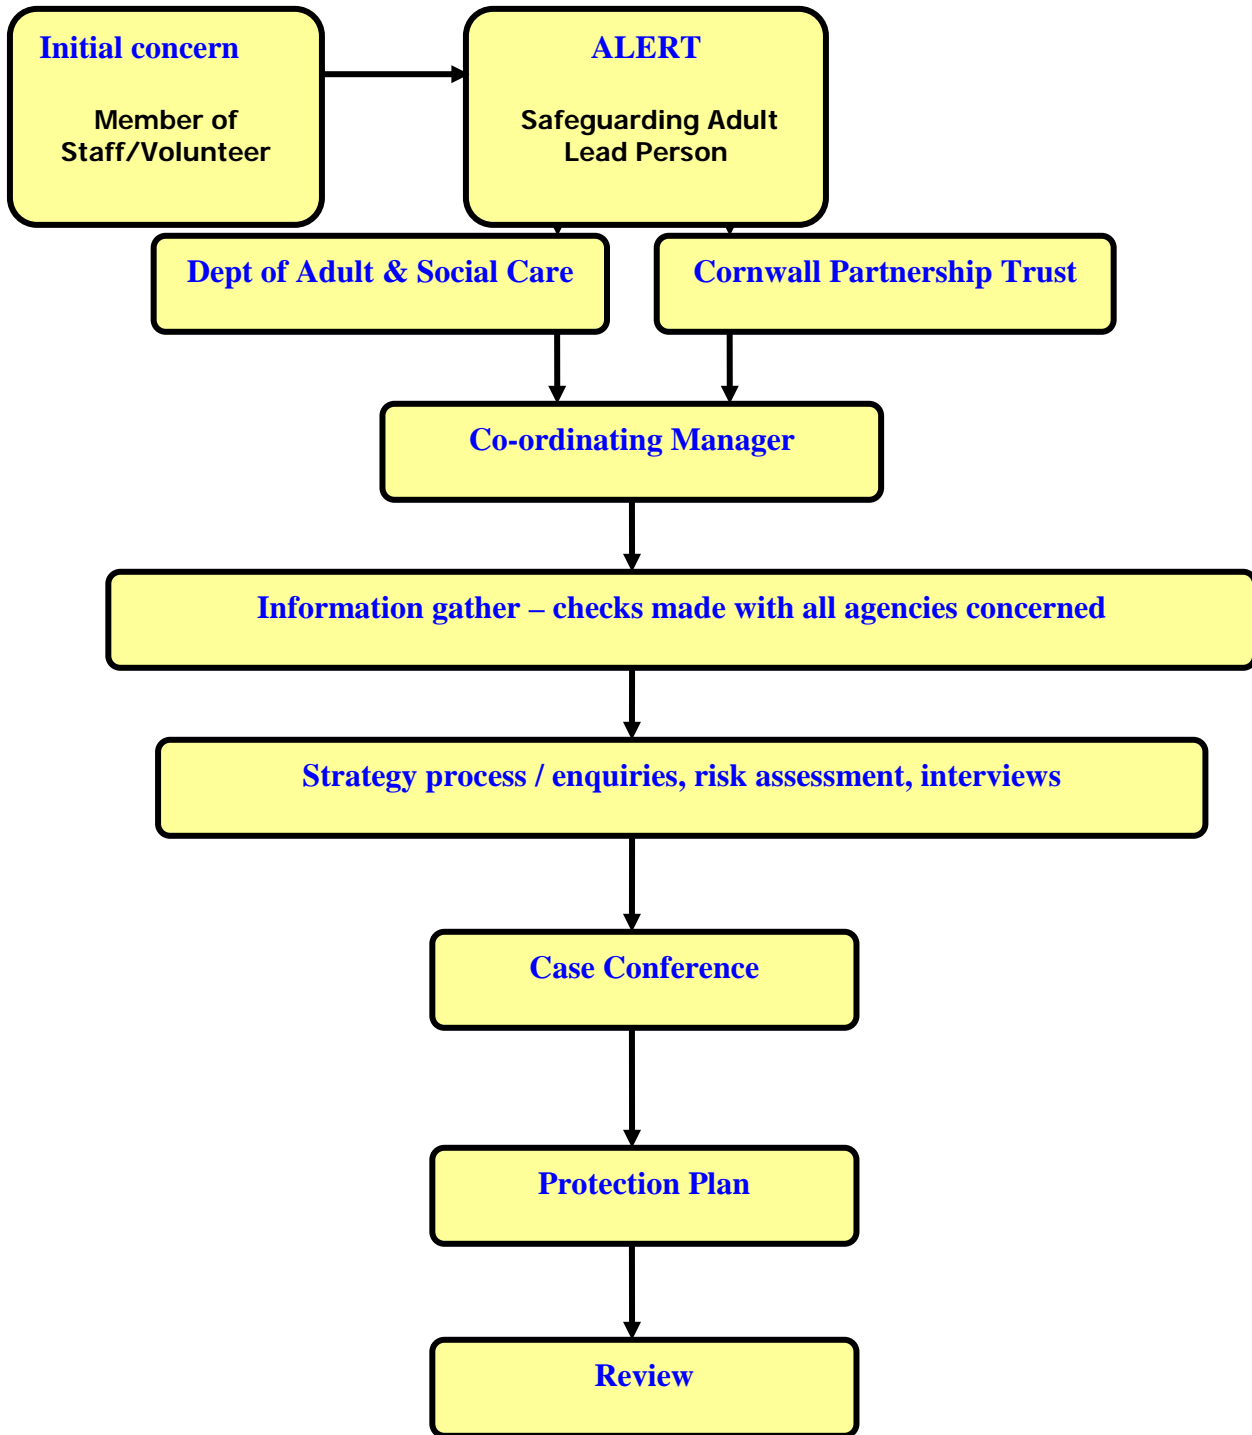 Initial concern
Member of
Staff/Volunteer
ALERT
Safeguarding Adult
Lead Person
Dept of Adult & Social Care
Cornwall Partnership Trust
Co-ordinating Manager
Information gather – checks made with all agencies concerned
Strategy process / enquiries, risk assessment, interviews
Case Conference
Protection Plan
Review